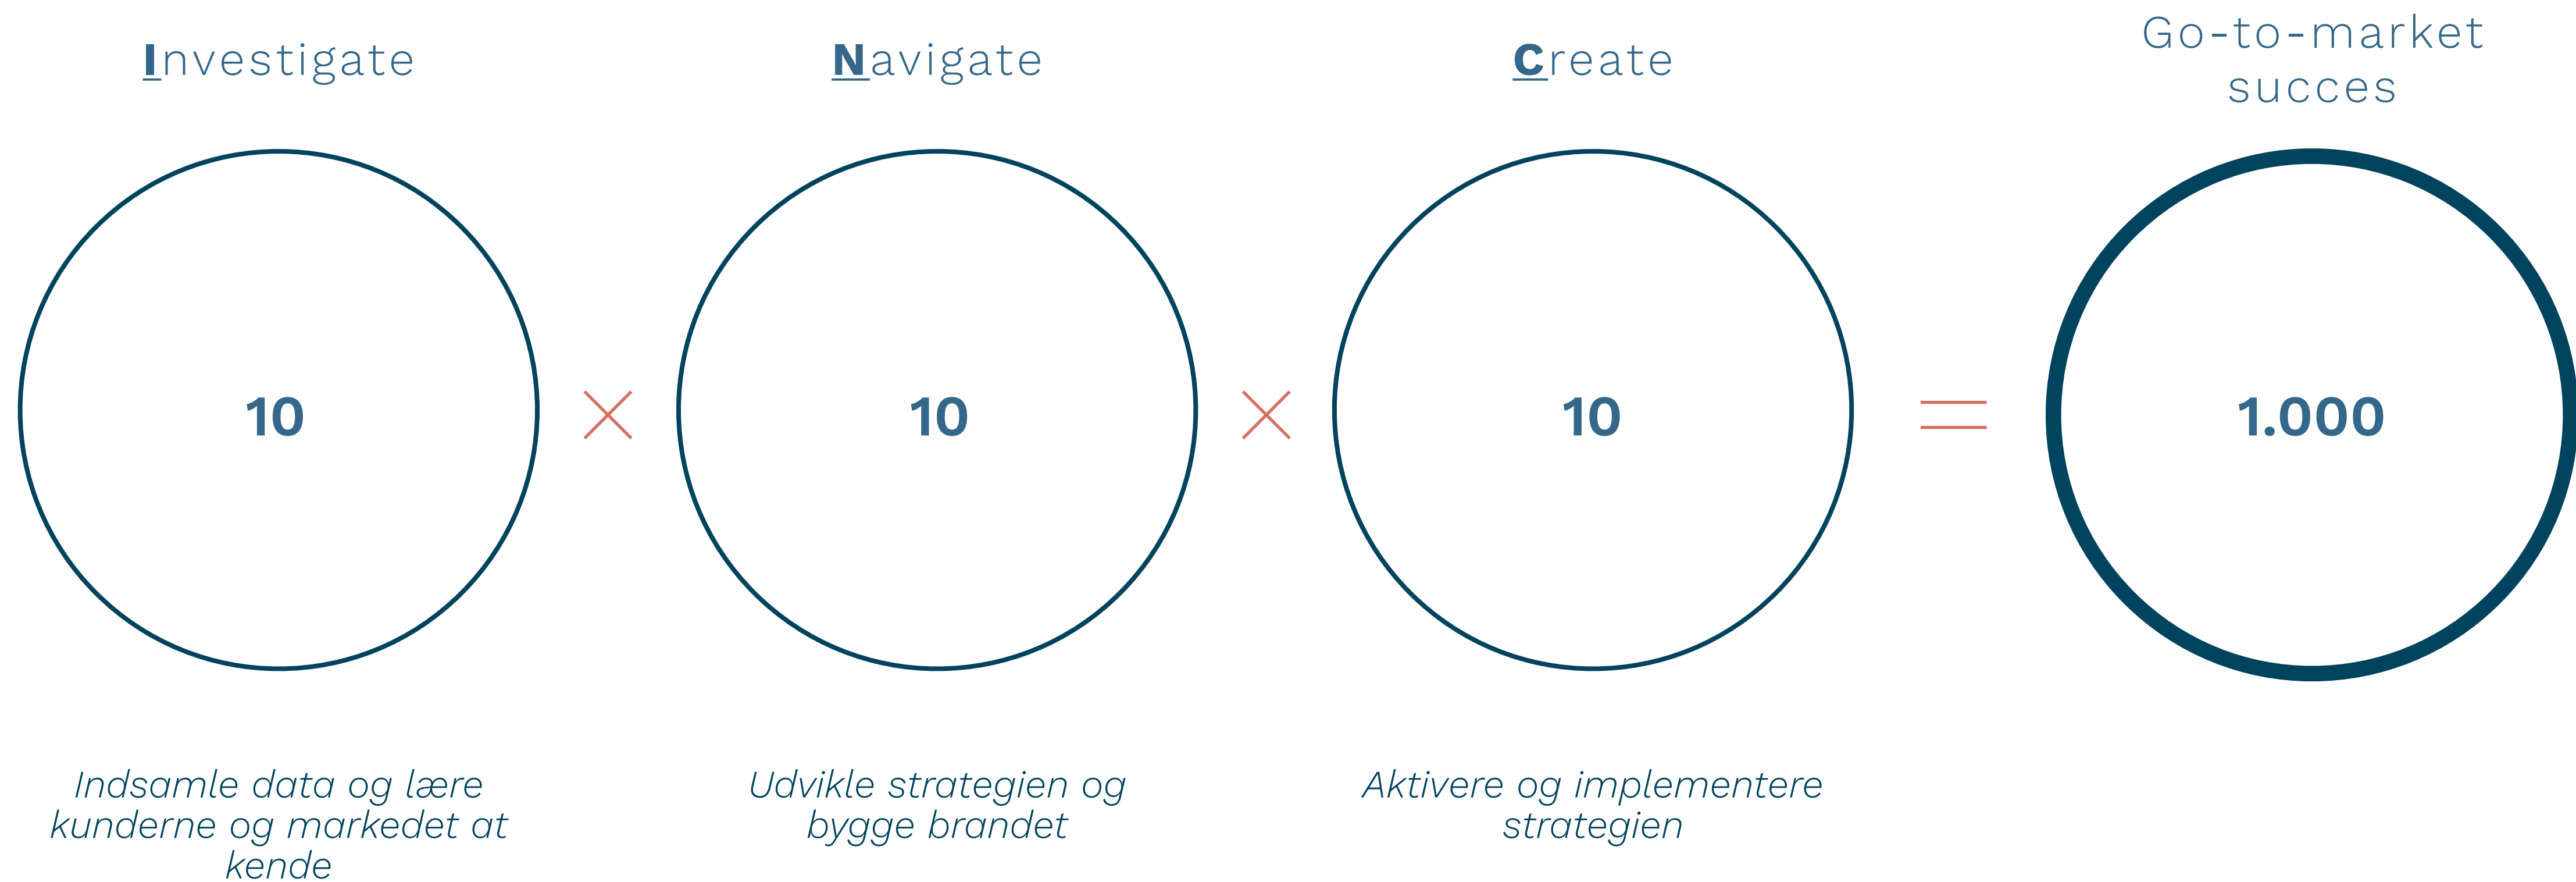 Investigate
Navigate
Create
Go-to-market
succes
10
10
10
1.000
Indsamle data og lære
kunderne og markedet at
kende
Udvikle strategien og
bygge brandet
Aktivere og implementere
strategien